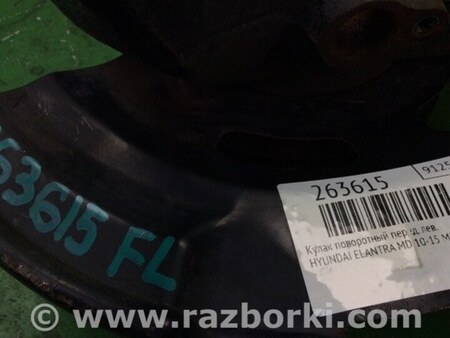 263615
9125
Кулак поворотный перед лев.
HYUNDAI ELANTRA MD 10-15 M
63615 FL
www.razborki.com